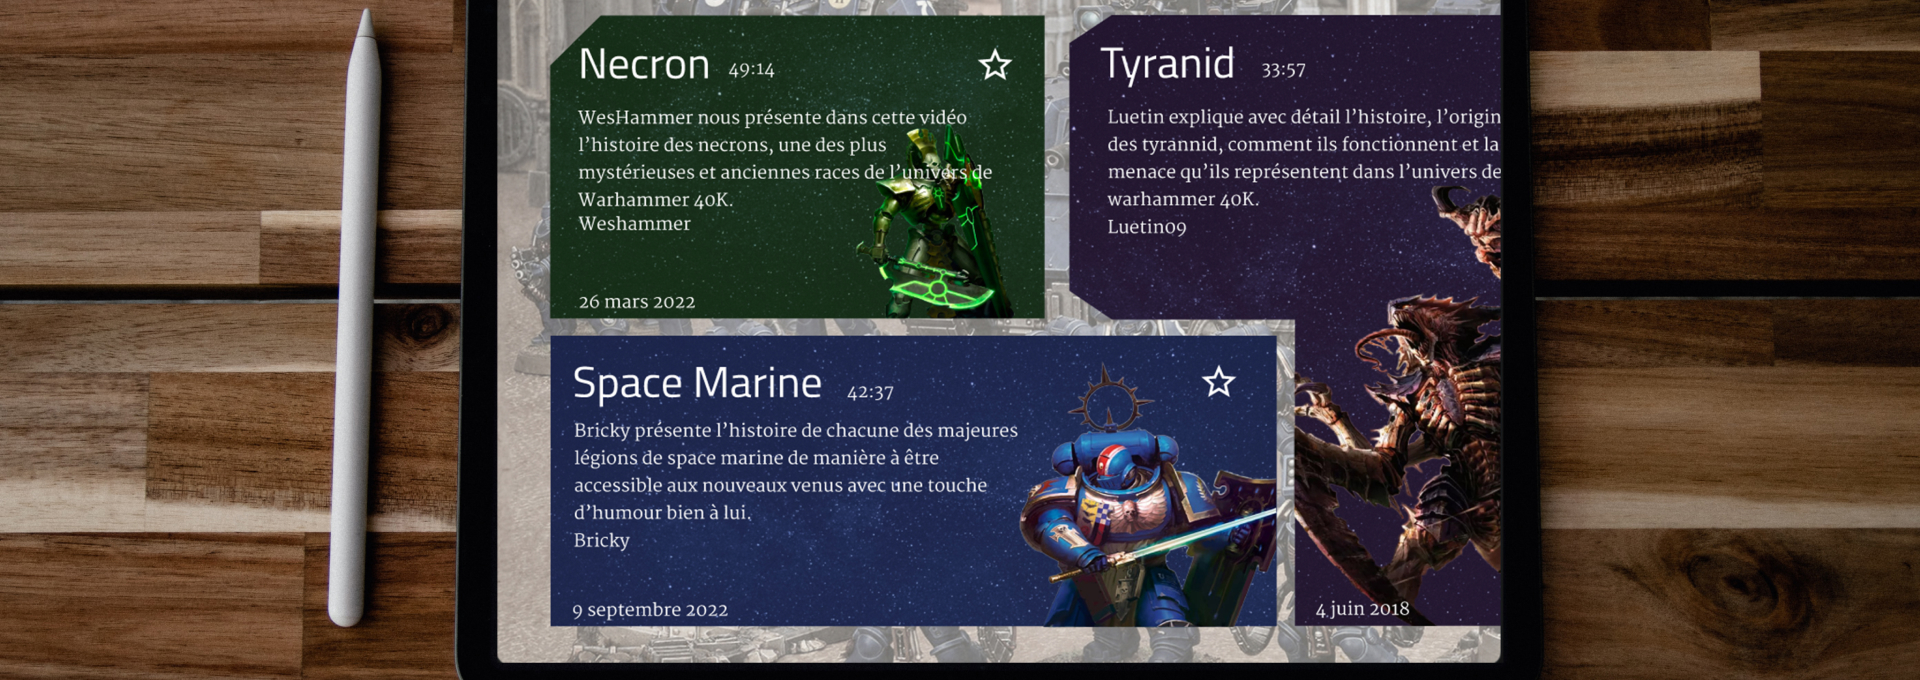 Necron 49:14
WesHammer nous présente dans cette vidéo
l'histoire des necrons, une des plus
mystérieuses et anciennes races de l'univers de
Warhammer 40K.
Weshammer
26 mars 2022
Tyranid 33:57
Luetin explique avec détail l'histoire, l'origin
des tyrannid, comment ils fonctionnent et la
menace qu'ils représentent dans l'univers de
warhammer 40K.
Luetin09
4 juin 2018
Space Marine 42:37
Bricky présente l'histoire de chacune des majeures
légions de space marine de manière à être
accessible aux nouveaux venus avec une touche
d'humour bien à lui.
Bricky
9 septembre 2022